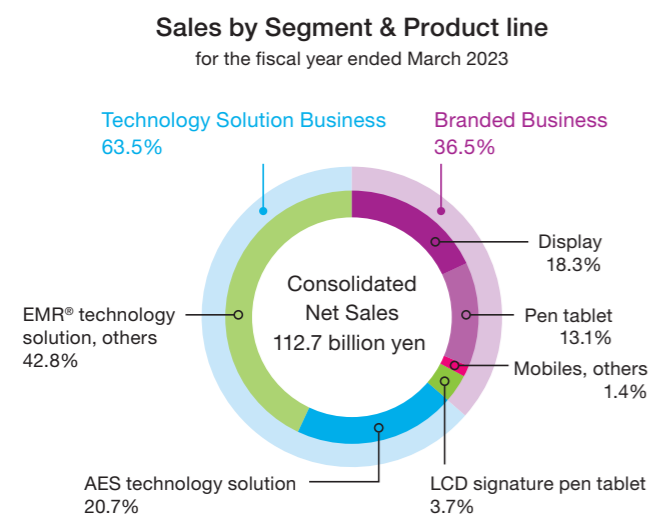 Sales by Segment & Product line
for the fiscal year ended March 2023
Technology Solution Business
63.5%
Branded Business
36.5%
Display
18.3%
Pen tablet
13.1%
Mobiles, others
1.4%
LCD signature pen tablet
3.7%
AES technology solution
20.7%
EMR® technology
solution, others
42.8%
Consolidated
Net Sales
112.7 billion yen